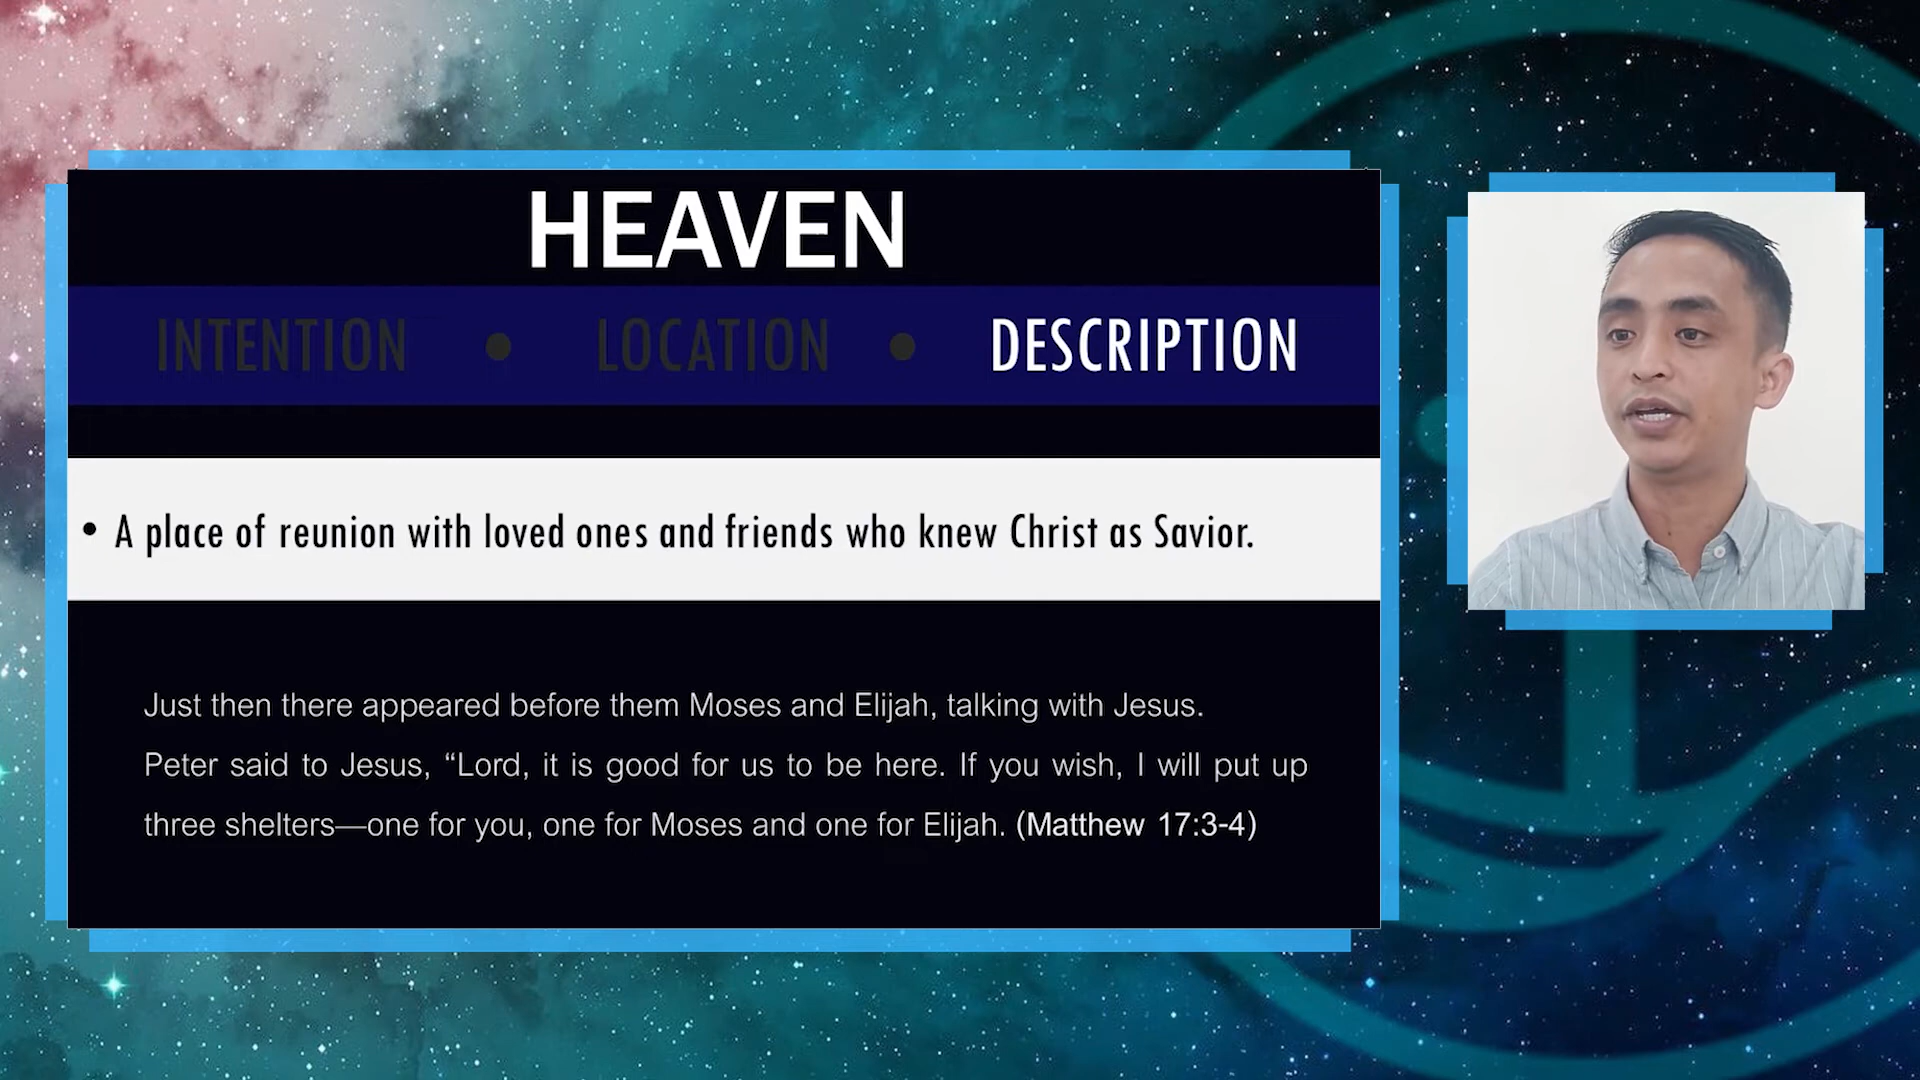 HEAVEN
INTENTION • LOCATION • DESCRIPTION
• A place of reunion with loved ones and friends who knew Christ as Savior.
Just then there appeared before them Moses and Elijah, talking with Jesus.
Peter said to Jesus, “Lord, it is good for us to be here. If you wish, I will put up
three shelters—one for you, one for Moses and one for Elijah. (Matthew 17:3-4)